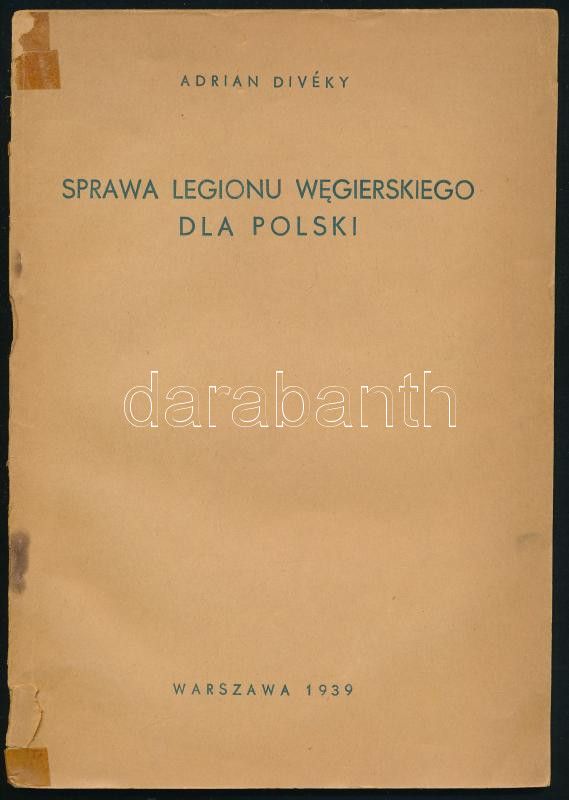 ADRIAN DIVÉKY
SPRAWA LEGIONU WĘGIERSKIEGO
DLA POLSKI
darabanth
WARSZAWA 1939